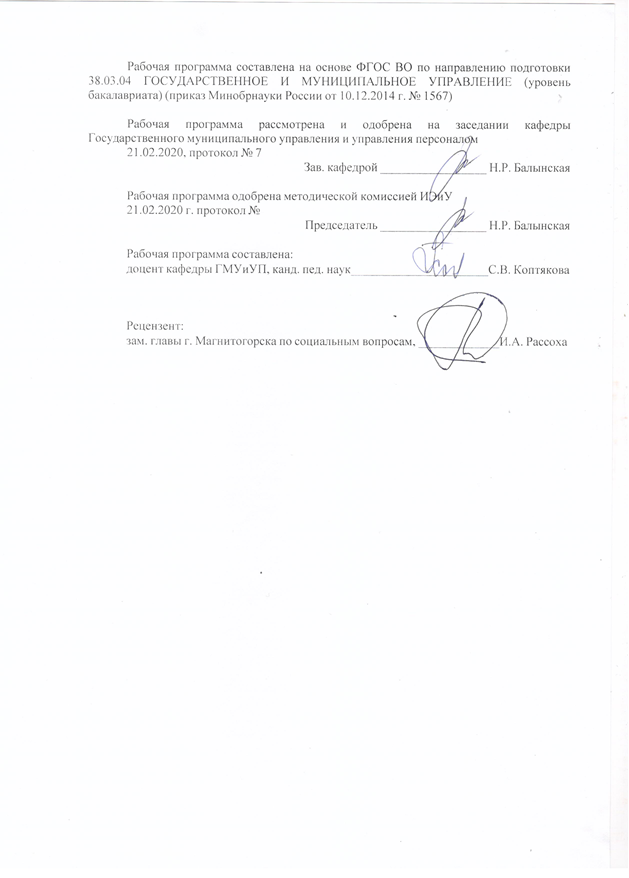 Рабочая программа составлена на основе ФГОС ВО по направлению подготовки
38.03.04 ГОСУДАРСТВЕННОЕ И МУНИЦИПАЛЬНОЕ УПРАВЛЕНИЕ (уровень
бакалавриата) (приказ Минобрнауки России от 10.12.2014 г. № 1567)
Рабочая программа рассмотрена и одобрена на заседании кафедры
Государственного муниципального управления и управления персоналом
21.02.2020, протокол № 7
Зав. кафедрой _________________ Н.Р. Балынская
Рабочая программа одобрена методической комиссией ИЭиУ
21.02.2020 г. протокол №
Председатель _________________ Н.Р. Балынская
Рабочая программа составлена:
доцент кафедры ГМУиУП, канд. пед. наук______________________С.В. Коптякова
Рецензент:
зам. главы г. Магнитогорска по социальным вопросам, _____________И.А. Рассоха